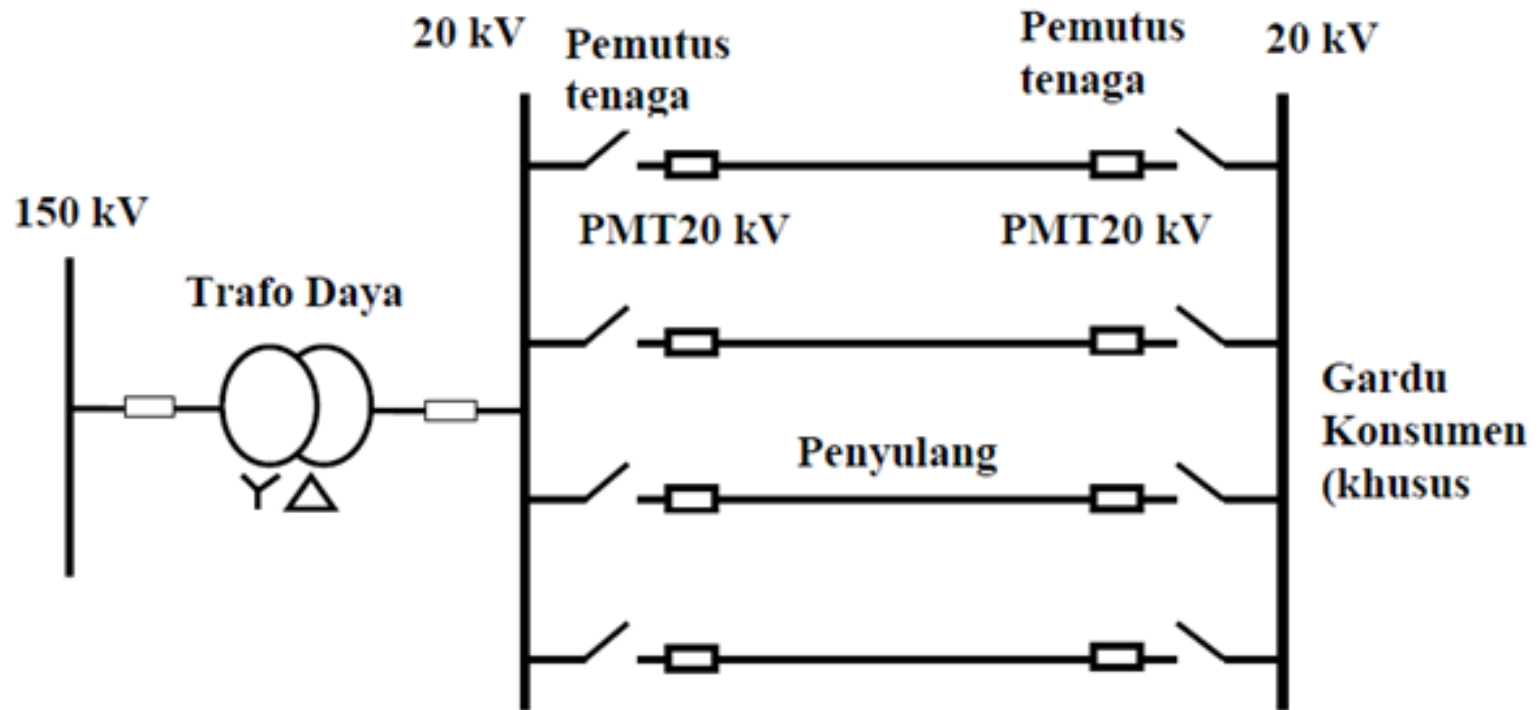 20 kV
Pemutus
tenaga
Pemutus
tenaga
20 kV
150 kV
PMT20 kV
PMT20 kV
Trafo Daya
Gardu
Konsumen
(khusus
Penyulang